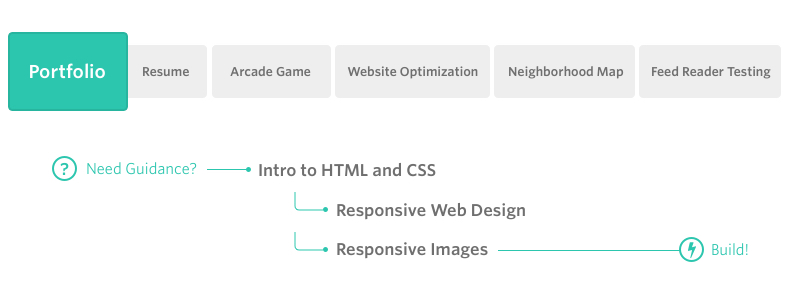 Portfolio Resume Arcade Game Website Optimization Neighborhood Map Feed Reader Testing
? Need Guidance? Intro to HTML and CSS
Responsive Web Design
Responsive Images Build!